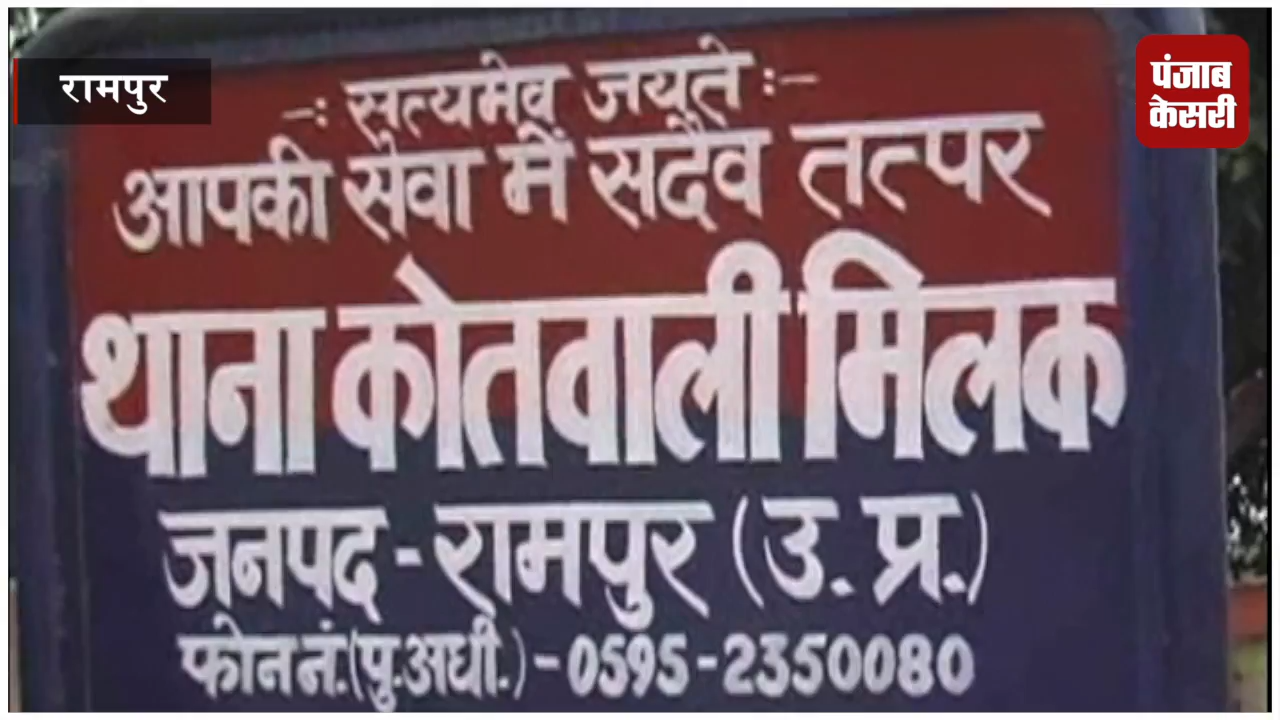 रामपुर
पंजाब
केसरी
-: सत्यमेव जयते :-
आपकी सेवा में सदैव तत्पर
थाना कोतवाली मिलक
जनपद - रामपुर (उ. प्र.)
फोन नं. (पु.अधी.) - 0595-2350080